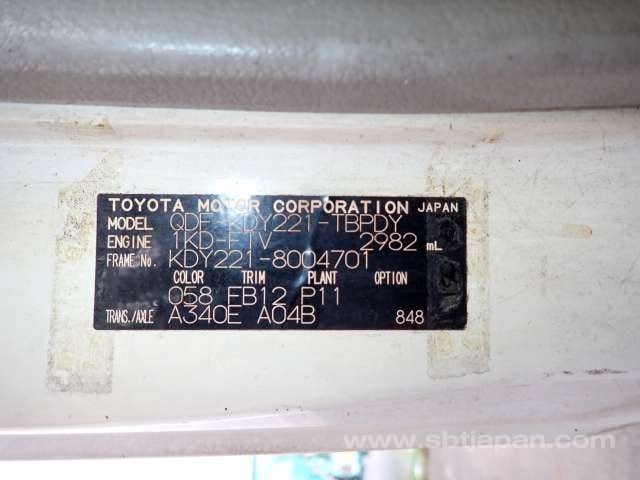 TOYOTA MOTOR CORPORATION JAPAN
MODEL QDF-KDY221-TBPDY
ENGINE 1KD-FTV 2982 mL
FRAME No. KDY221-8004701
COLOR TRIM PLANT OPTION
058 FB12 P11
TRANS./AXLE A340E A04B 848
www.sbtjapan.com